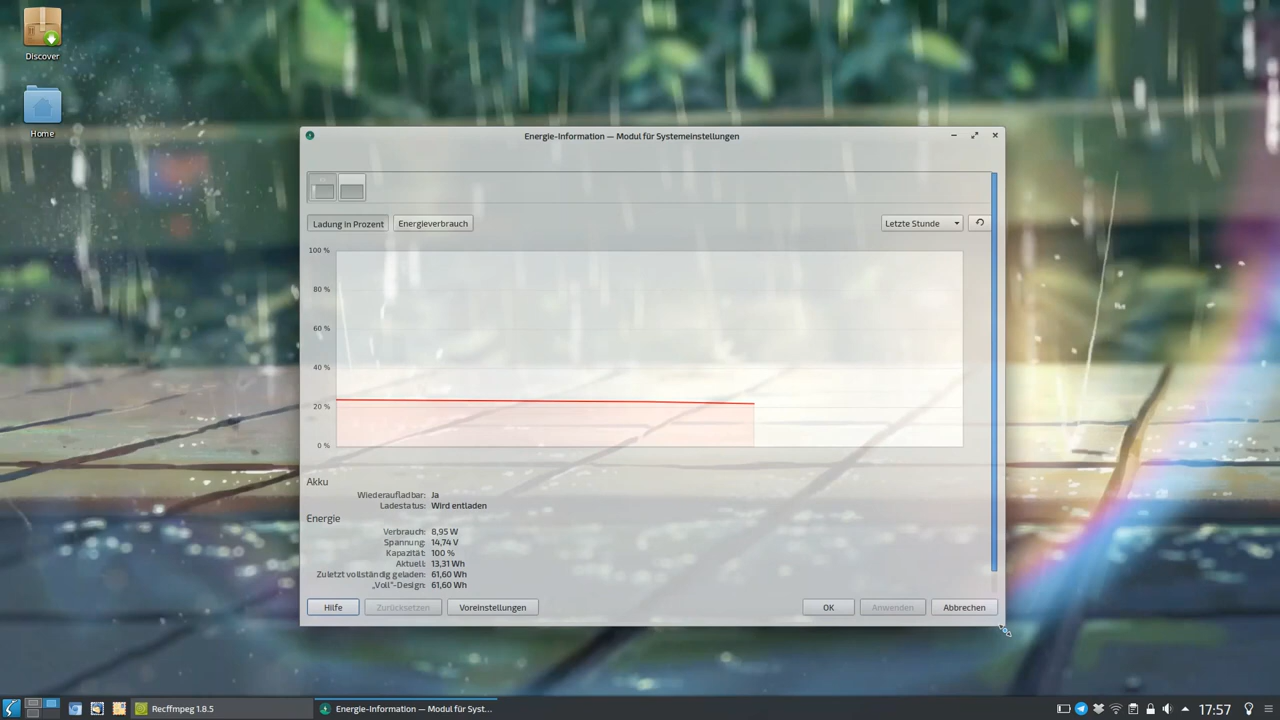 Discover
Home
Energie-Information — Modul für Systemeinstellungen
Ladung in Prozent
Energieverbrauch
Letzte Stunde
100 %
80 %
60 %
40 %
20 %
0 %
Akku
Wiederaufladbar: Ja
Ladestatus: Wird entladen
Energie
Verbrauch: 8,95 W
Spannung: 14,74 V
Kapazität: 100 %
Aktuell: 13,31 Wh
Zuletzt vollständig geladen: 61,60 Wh
„Voll“-Design: 61,60 Wh
Hilfe
Zurücksetzen
Voreinstellungen
OK
Anwenden
Abbrechen
Recffmpeg 1.8.5
Energie-Information — Modul für Syst...
17:57